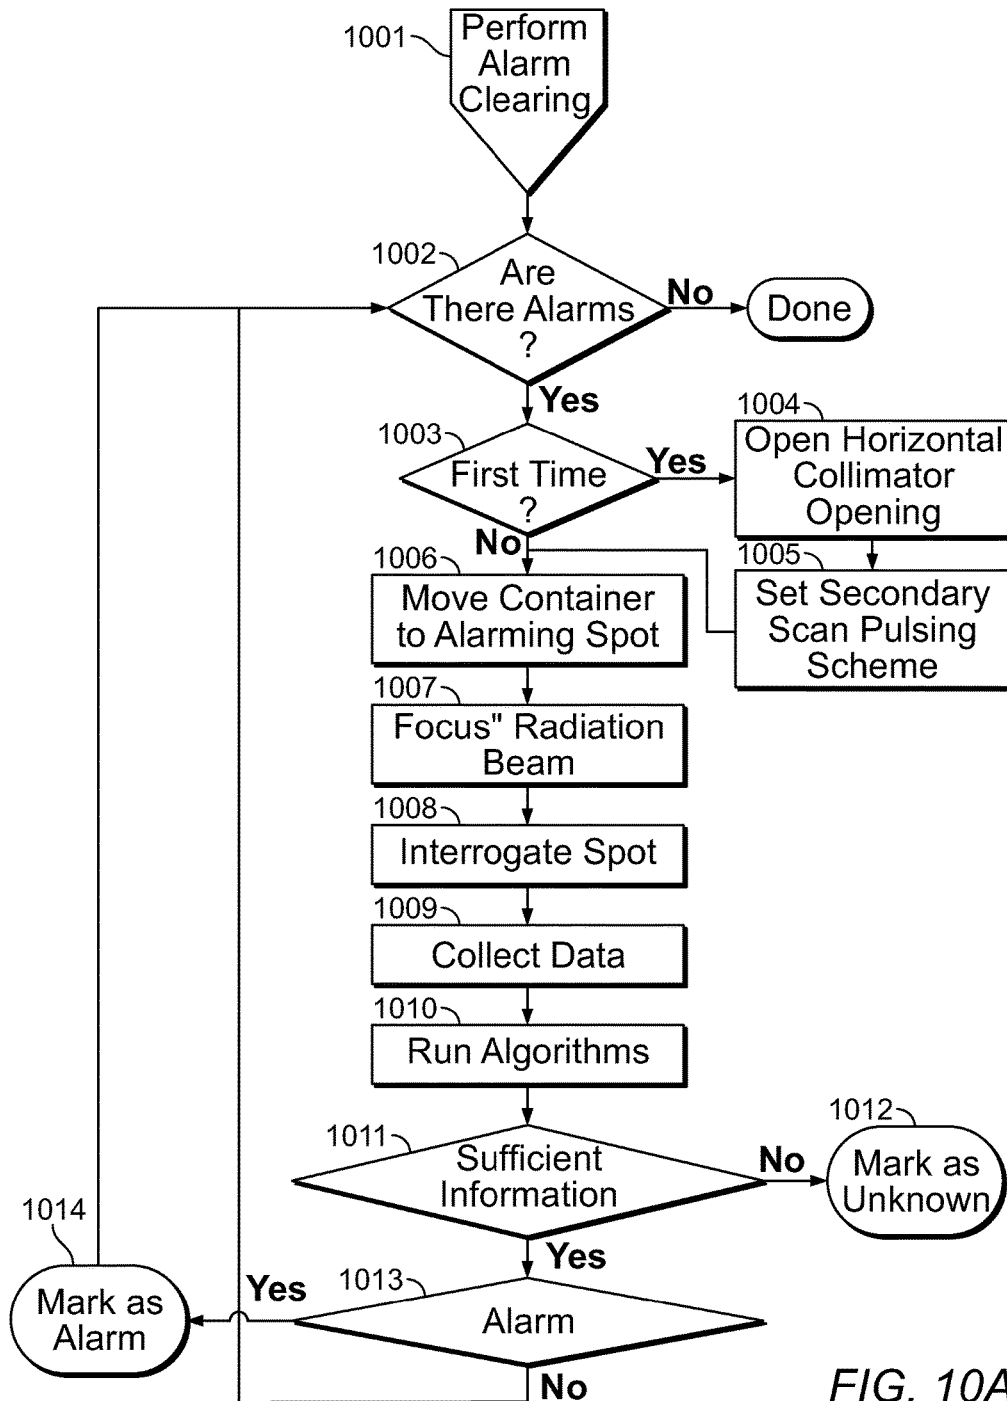 1001
Perform
Alarm
Clearing
1002
Are
There Alarms
?
No
Done
Yes
1003
First Time
?
Yes
1004
Open Horizontal
Collimator
Opening
No
1005
Set Secondary
Scan Pulsing
Scheme
1006
Move Container
to Alarming Spot
1007
Focus" Radiation
Beam
1008
Interrogate Spot
1009
Collect Data
1010
Run Algorithms
1011
Sufficient
Information
No
1012
Mark as
Unknown
Yes
1013
Alarm
Yes
1014
Mark as
Alarm
No
FIG. 10A